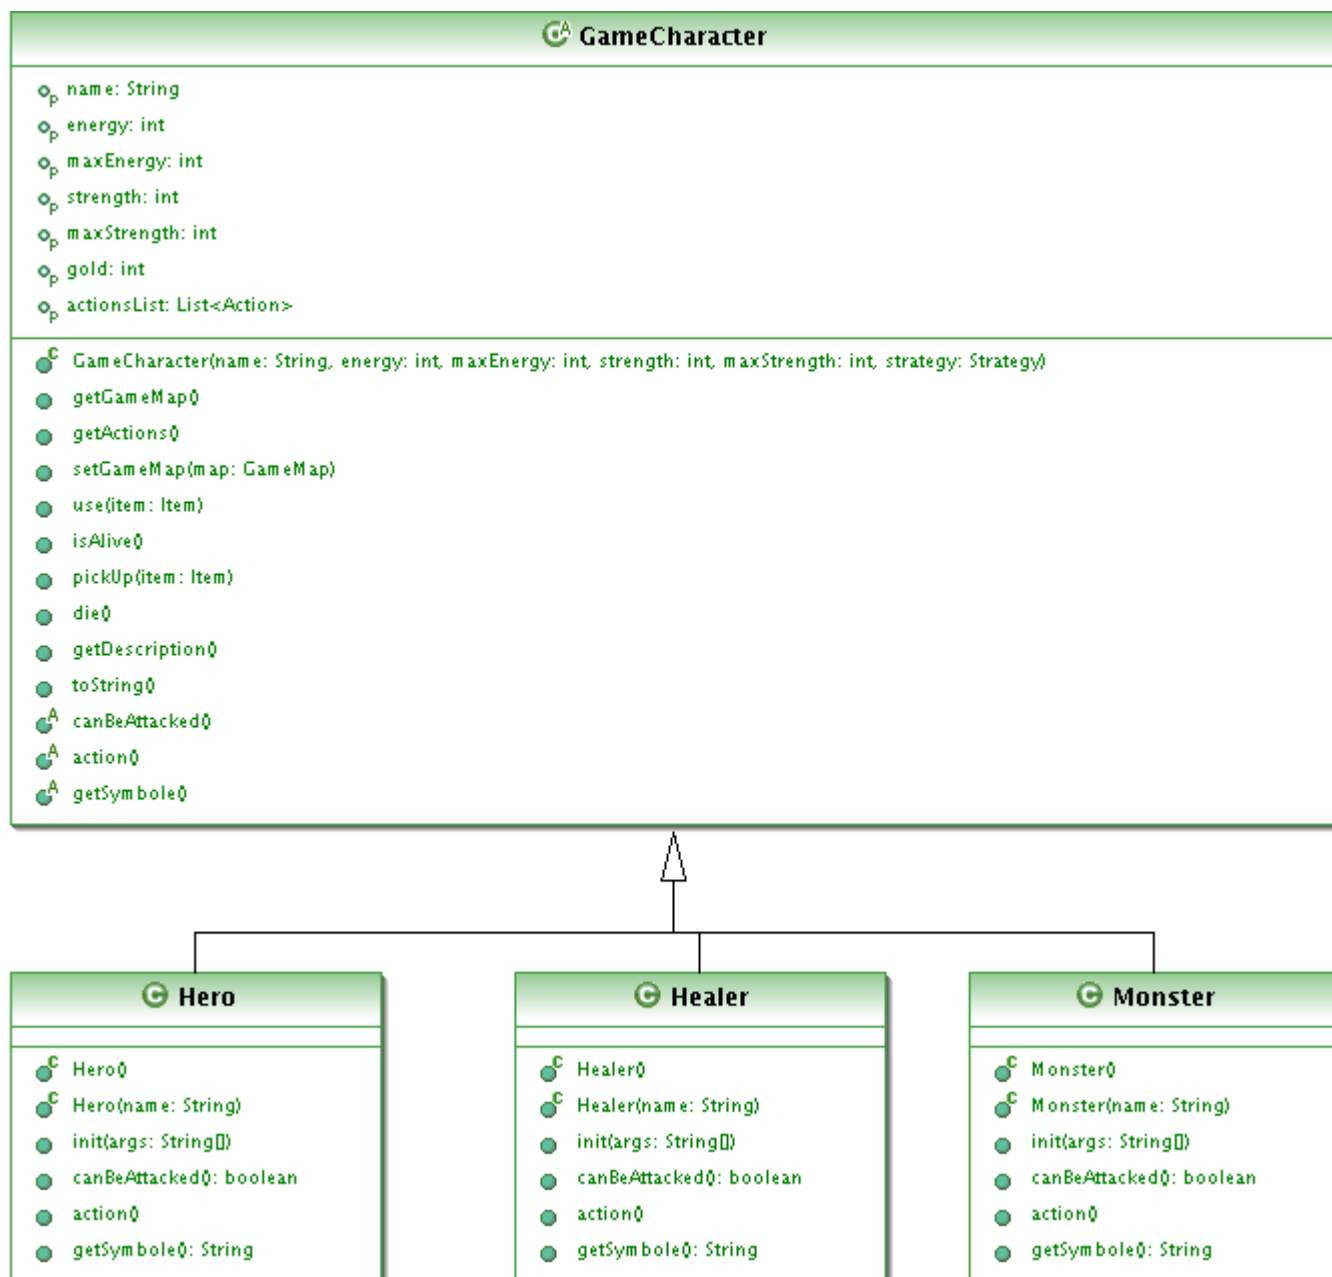 GameCharacter
name: String
energy: int
maxEnergy: int
strength: int
maxStrength: int
gold: int
actionsList: List<Action>
GameCharacter(name: String, energy: int, maxEnergy: int, strength: int, maxStrength: int, strategy: Strategy)
getGameMap()
getActions()
setGameMap(map: GameMap)
use(item: Item)
isAlive()
pickUp(item: Item)
die()
getDescription()
toString()
canBeAttacked()
action()
getSymbole()
Hero
Hero()
Hero(name: String)
init(args: String[])
canBeAttacked(): boolean
action()
getSymbole(): String
Healer
Healer()
Healer(name: String)
init(args: String[])
canBeAttacked(): boolean
action()
getSymbole(): String
Monster
Monster()
Monster(name: String)
init(args: String[])
canBeAttacked(): boolean
action()
getSymbole(): String